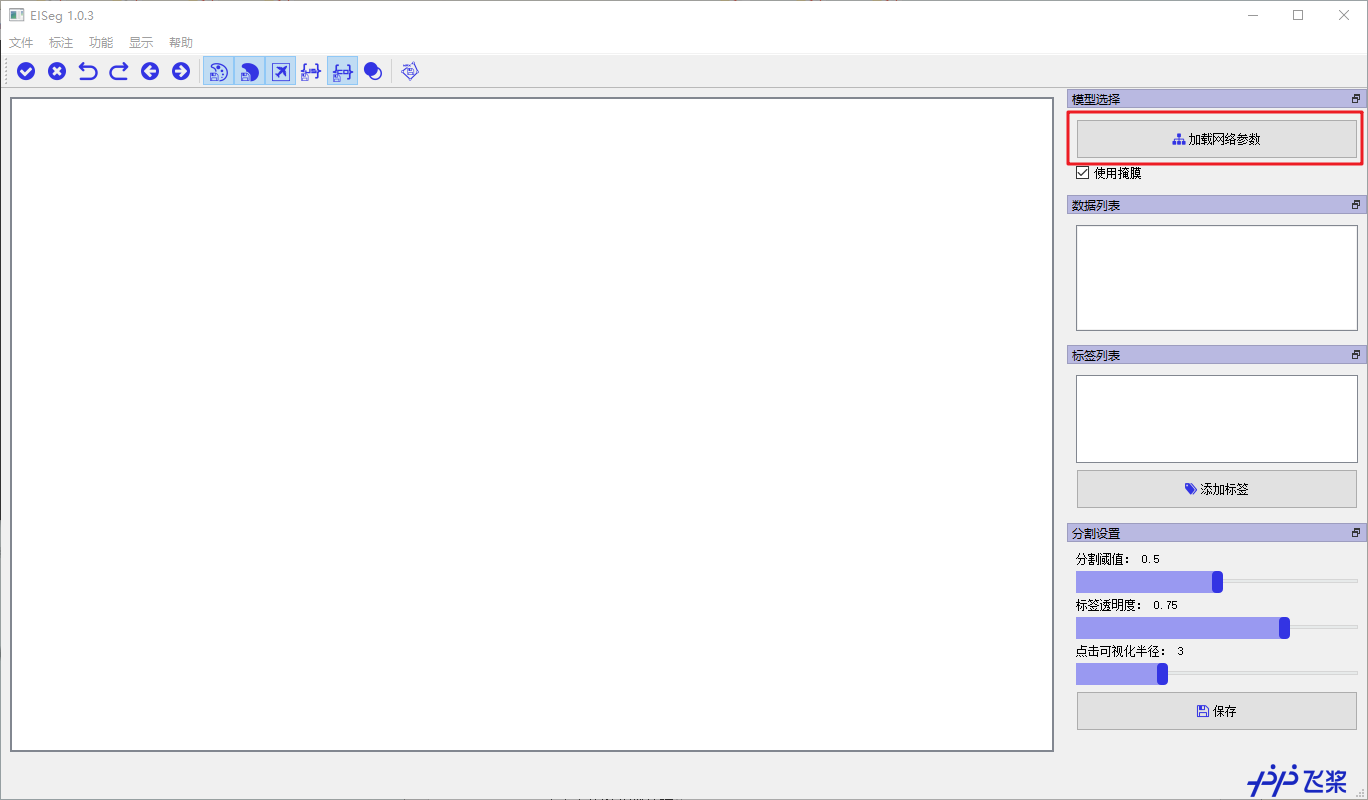 EISeg 1.0.3
文件 标注 功能 显示 帮助
模型选择
加载网络参数
使用掩膜
数据列表
标签列表
添加标签
分割设置
分割阈值: 0.5
标签透明度: 0.75
点击可视化半径: 3
保存
飞桨